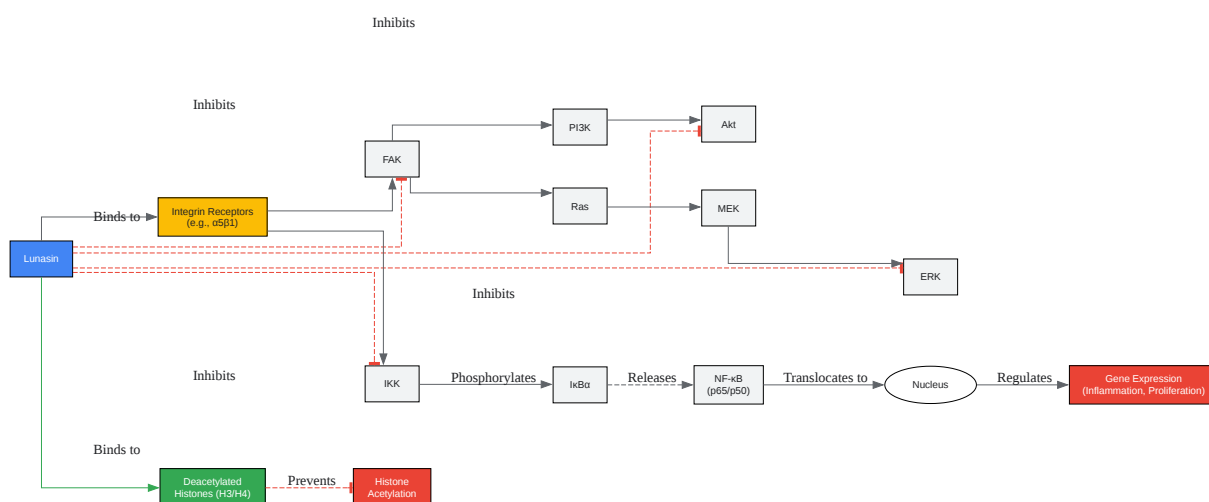 Inhibits
Inhibits
PI3K
Akt
FAK
Ras
MEK
Binds to
Integrin Receptors
(e.g., α5β1)
Lunasin
ERK
Inhibits
Inhibits
IKK
Phosphorylates
IκBα
Releases
NF-κB
(p65/p50)
Translocates to
Nucleus
Regulates
Gene Expression
(Inflammation, Proliferation)
Binds to
Deacetylated
Histones (H3/H4)
Prevents
Histone
Acetylation